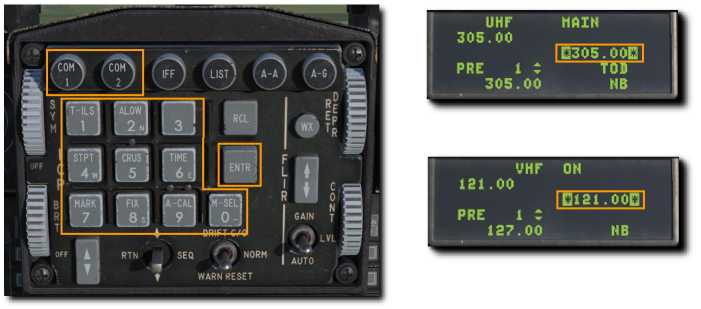 COM 1
COM 2
IFF
LIST
A-A
A-G
SYM
T-ILS 1
ALOW 2 N
3
RCL
WX
RET DEPR
STPT 4 W
CRUS 5
TIME 6 E
ENTR
FLIR
CONT
OFF
ICP
BRT
MARK 7
FIX 8 S
A-CAL 9
M-SEL 0 -
GAIN
LVL
AUTO
DRIFT C/O
OFF
RTN
SEQ
NORM
WARN RESET
UHF MAIN
305.00
*305.00*
PRE 1 TOD
305.00 NB
VHF ON
121.00
*121.00*
PRE 1
127.00 NB